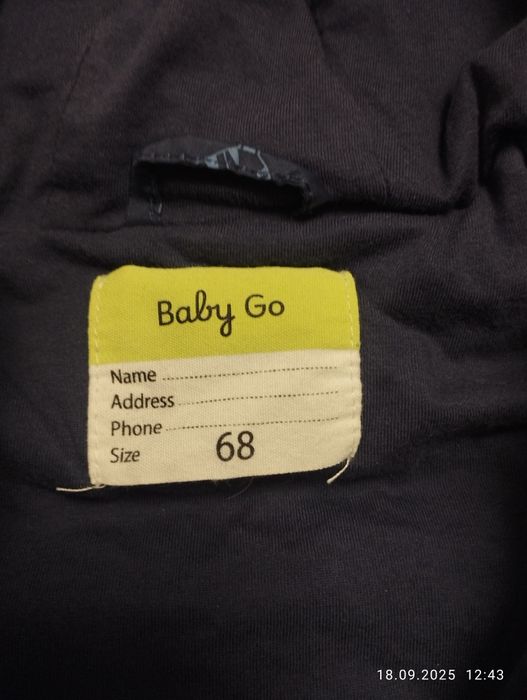 Baby Go
Name
Address
Phone
Size 68
18.09.2025 12:43